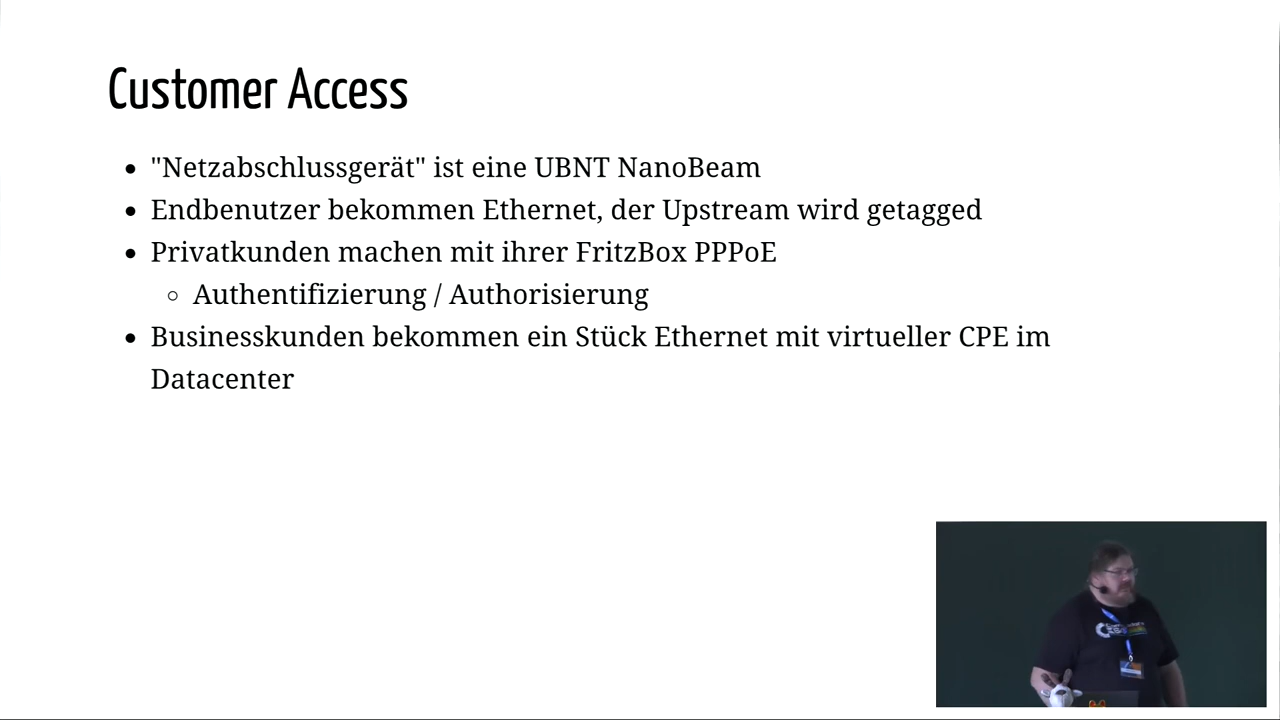 Customer Access
"Netzabschlussgerät" ist eine UBNT NanoBeam
Endbenutzer bekommen Ethernet, der Upstream wird getagged
Privatkunden machen mit ihrer FritzBox PPPoE
Authentifizierung / Authorisierung
Businesskunden bekommen ein Stück Ethernet mit virtueller CPE im
Datacenter